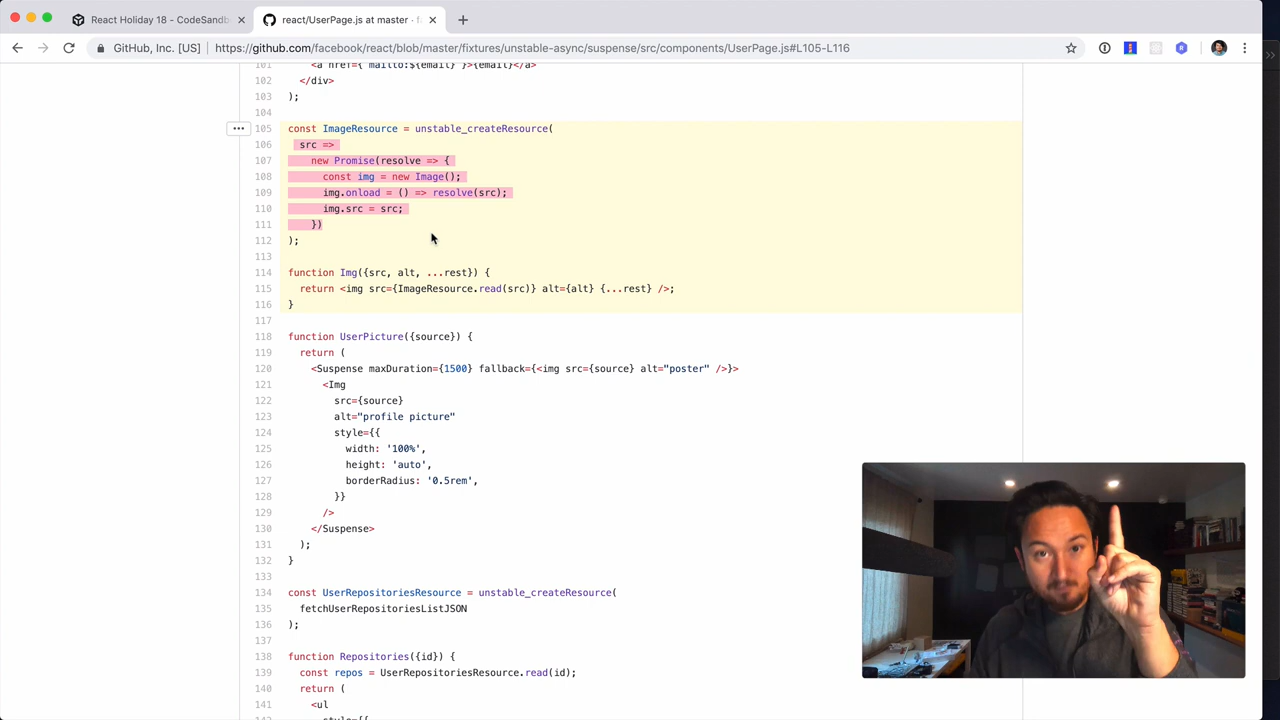 React Holiday 18 - CodeSandb
react/UserPage.js at master · f
GitHub, Inc. [US]
https://github.com/facebook/react/blob/master/fixtures/unstable-async/suspense/src/components/UserPage.js#L105-L116
101 <a href={`mailto:${email}`}>{email}</a>
102 </div>
103 );
104
105 const ImageResource = unstable_createResource(
106 src =>
107 new Promise(resolve => {
108 const img = new Image();
109 img.onload = () => resolve(src);
110 img.src = src;
111 })
112 );
113
114 function Img({src, alt, ...rest}) {
115 return <img src={ImageResource.read(src)} alt={alt} {...rest} />;
116 }
117
118 function UserPicture({source}) {
119 return (
120 <Suspense maxDuration={1500} fallback={<img src={source} alt="poster" />}>
121 <Img
122 src={source}
123 alt="profile picture"
124 style={{
125 width: '100%',
126 height: 'auto',
127 borderRadius: '0.5rem',
128 }}
129 />
130 </Suspense>
131 );
132 }
133
134 const UserRepositoriesResource = unstable_createResource(
135 fetchUserRepositoriesListJSON
136 );
137
138 function Repositories({id}) {
139 const repos = UserRepositoriesResource.read(id);
140 return (
141 <ul
style={{